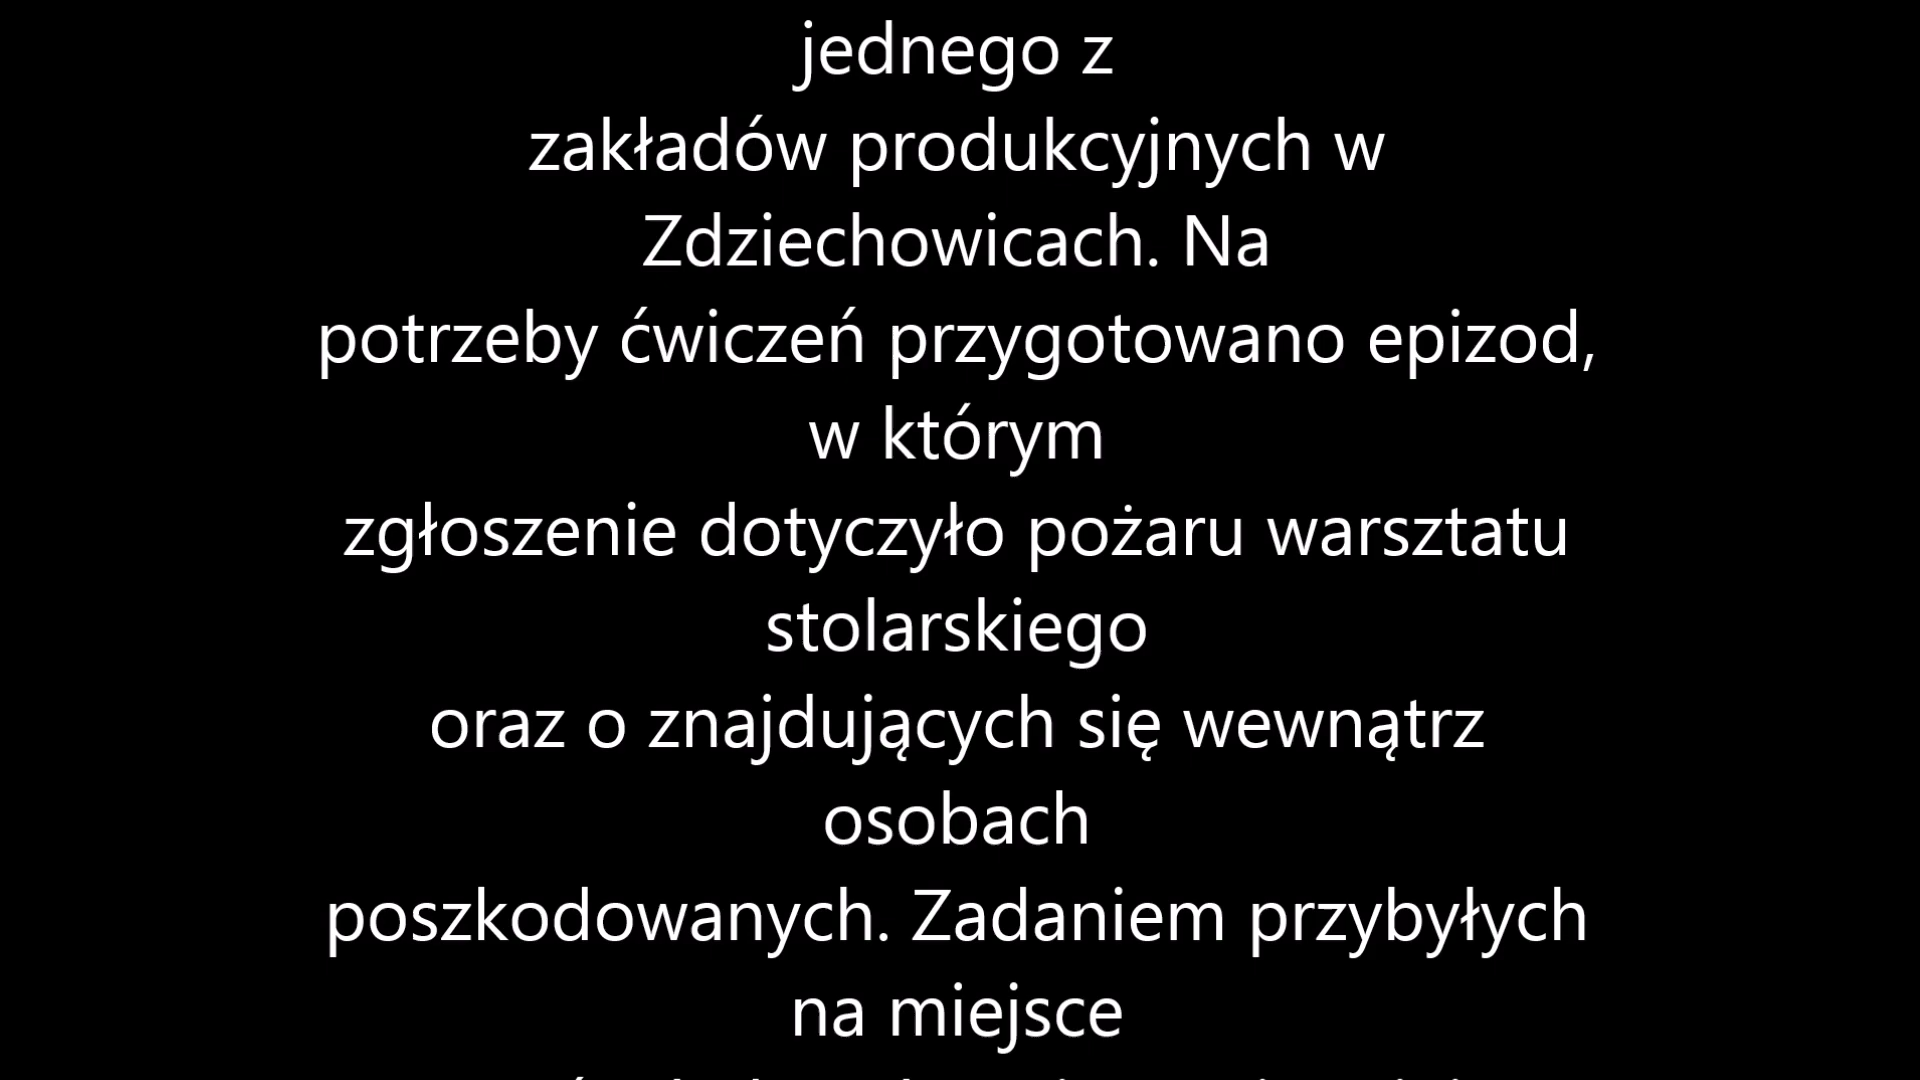 jednego z
zakładów produkcyjnych w
Zdziechowicach. Na
potrzeby ćwiczeń przygotowano epizod,
w którym
zgłoszenie dotyczyło pożaru warsztatu
stolarskiego
oraz o znajdujących się wewnątrz
osobach
poszkodowanych. Zadaniem przybyłych
na miejsce